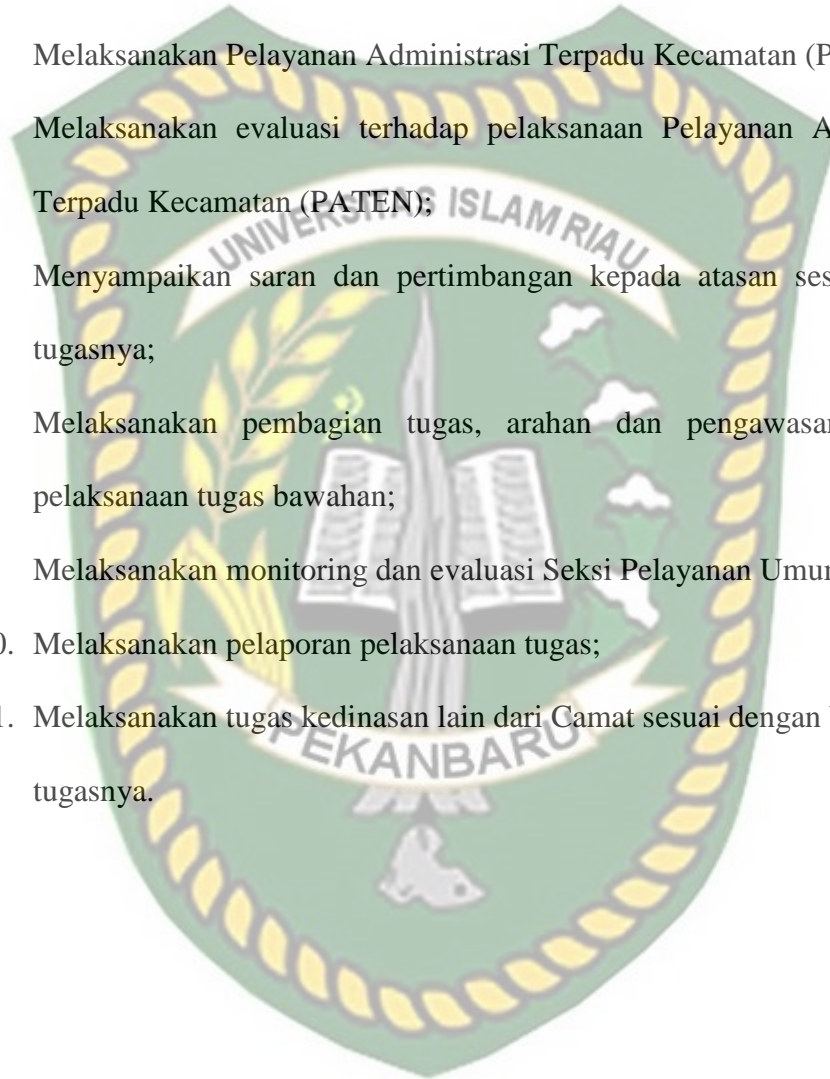 Melaksanakan Pelayanan Administrasi Terpadu Kecamatan (P
Melaksanakan evaluasi terhadap pelaksanaan Pelayanan A
Terpadu Kecamatan (PATEN);
UNIVERSITAS ISLAM RIAU
Menyampaikan saran dan pertimbangan kepada atasan ses
tugasnya;
Melaksanakan pembagian tugas, arahan dan pengawasan
pelaksanaan tugas bawahan;
Melaksanakan monitoring dan evaluasi Seksi Pelayanan Umum
0. Melaksanakan pelaporan pelaksanaan tugas;
1. Melaksanakan tugas kedinasan lain dari Camat sesuai dengan
PEKANBARU
tugasnya.